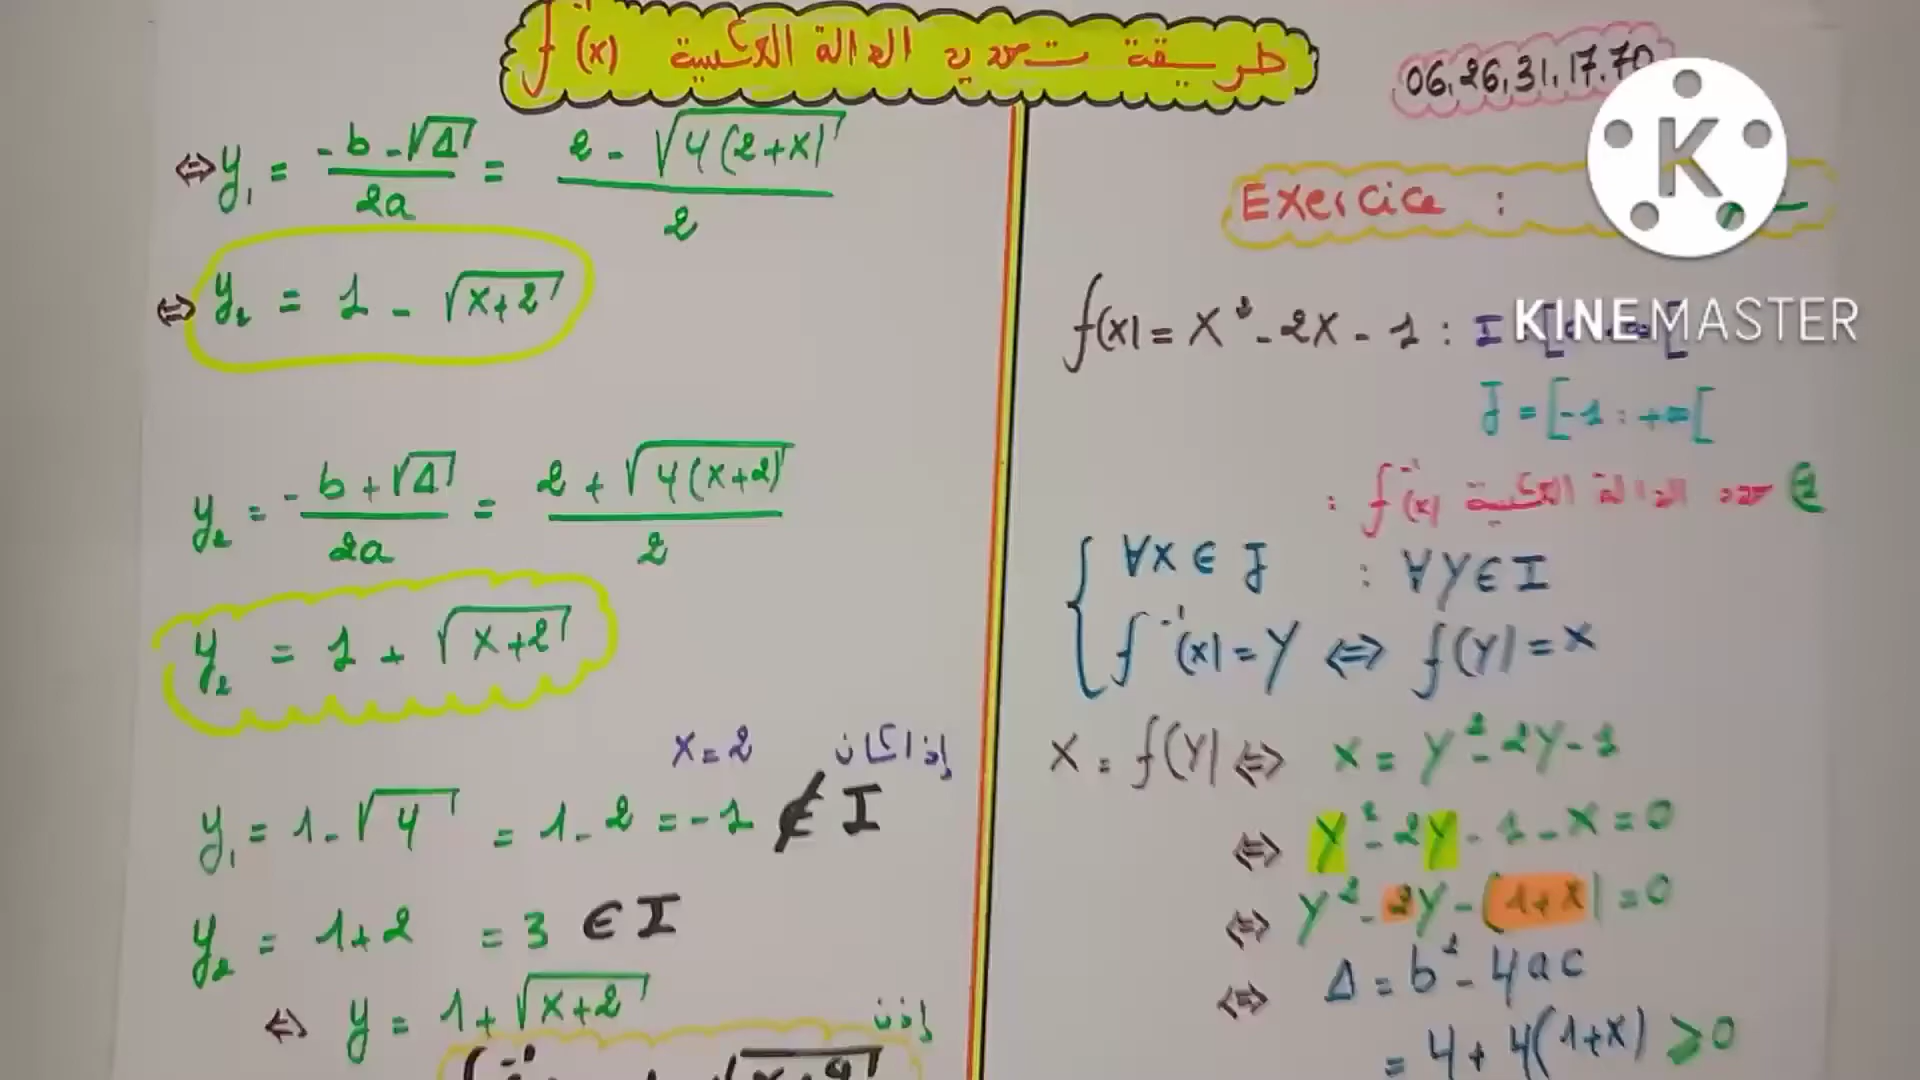 طريقة تحديد الدالة العكسية f⁻¹(x)
06,26,31,17,70
Exercice :
KINEMASTER
f(x) = x² - 2x - 1 : I
J = [-1 ; +∞[
② حدد الدالة العكسية f⁻¹(x) :
∀x ∈ J : ∀y ∈ I
f⁻¹(x) = y ⇔ f(y) = x
x = f(y) ⇔ x = y² - 2y - 1
⇔ y² - 2y - 1 - x = 0
⇔ y² - 2y - (1+x) = 0
⇔ Δ = b² - 4ac
= 4 + 4(1+x) ⩾ 0
⇔ y₁ = (-b - √Δ)/2a = (2 - √4(2+x))/2
⇔ y₁ = 1 - √x+2
y₂ = (-b + √Δ)/2a = (2 + √4(x+2))/2
y₂ = 1 + √x+2
إذا كان x = 2
y₁ = 1 - √4 = 1 - 2 = -1 ∉ I
y₂ = 1 + 2 = 3 ∈ I
إذن ⇔ y = 1 + √x+2